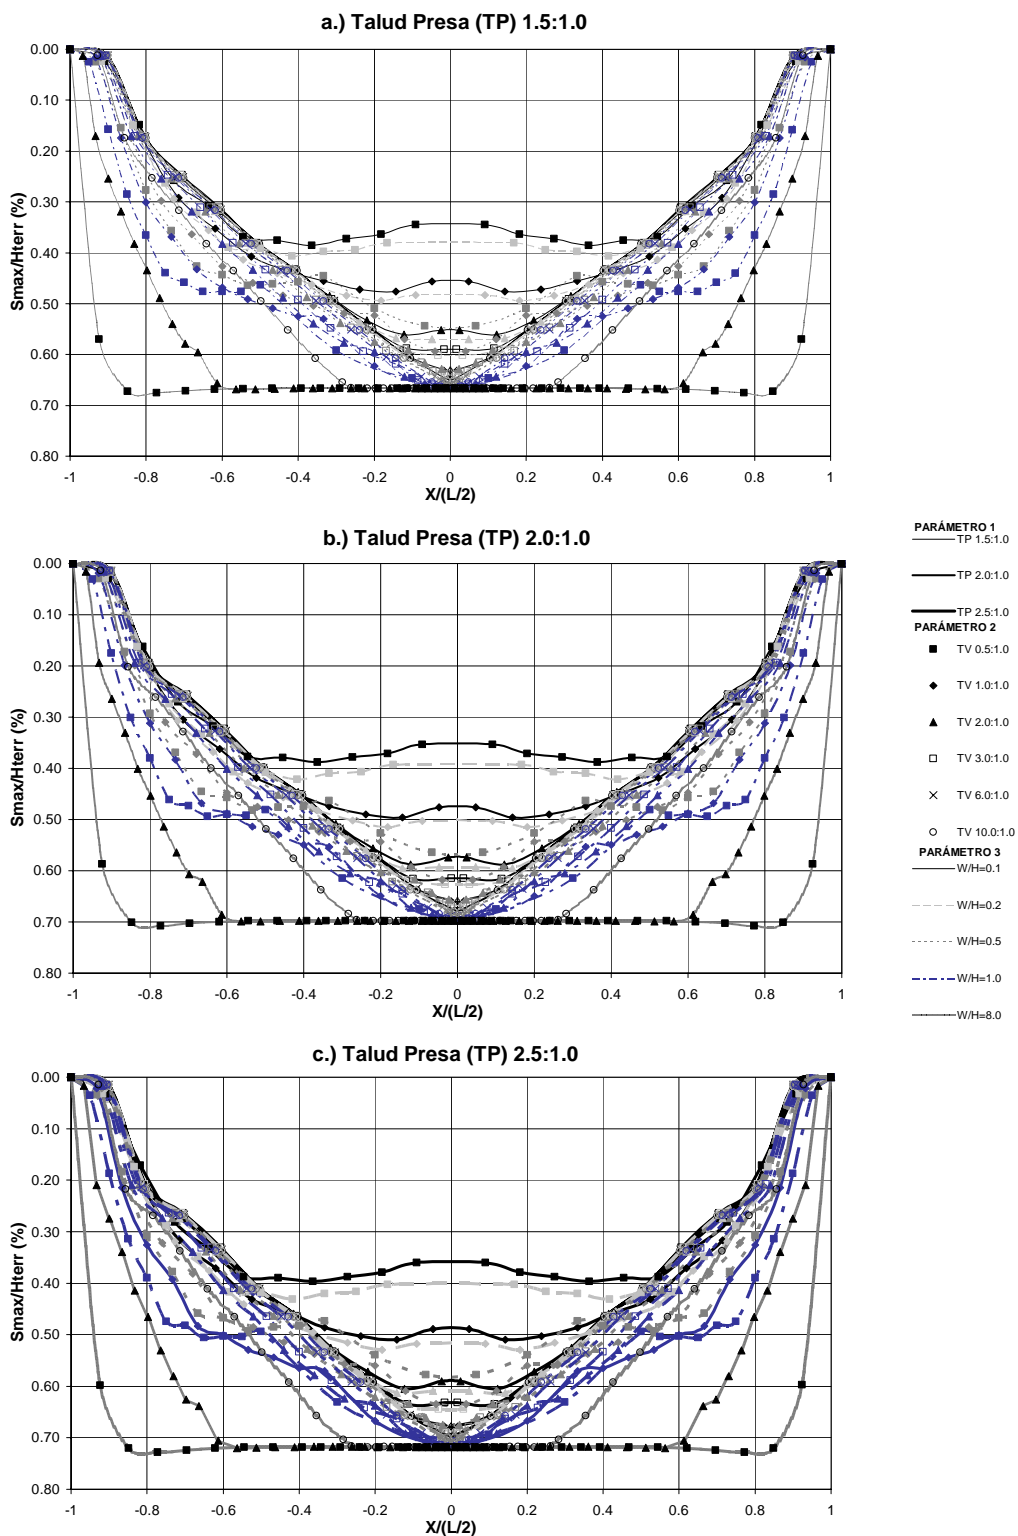 a.) Talud Presa (TP) 1.5:1.0
0.00
0.10
0.20
0.30
0.40
0.50
0.60
0.70
0.80
Smax/Hterr (%)
-1 -0.8 -0.6 -0.4 -0.2 0 0.2 0.4 0.6 0.8 1
X/(L/2)
b.) Talud Presa (TP) 2.0:1.0
0.00
0.10
0.20
0.30
0.40
0.50
0.60
0.70
0.80
Smax/Hterr (%)
-1 -0.8 -0.6 -0.4 -0.2 0 0.2 0.4 0.6 0.8 1
X/(L/2)
PARÁMETRO 1
TP 1.5:1.0
TP 2.0:1.0
TP 2.5:1.0
PARÁMETRO 2
TV 0.5:1.0
TV 1.0:1.0
TV 2.0:1.0
TV 3.0:1.0
TV 6.0:1.0
TV 10.0:1.0
PARÁMETRO 3
W/H=0.1
W/H=0.2
W/H=0.5
W/H=1.0
W/H=8.0
c.) Talud Presa (TP) 2.5:1.0
0.00
0.10
0.20
0.30
0.40
0.50
0.60
0.70
0.80
Smax/Hterr (%)
-1 -0.8 -0.6 -0.4 -0.2 0 0.2 0.4 0.6 0.8 1
X/(L/2)